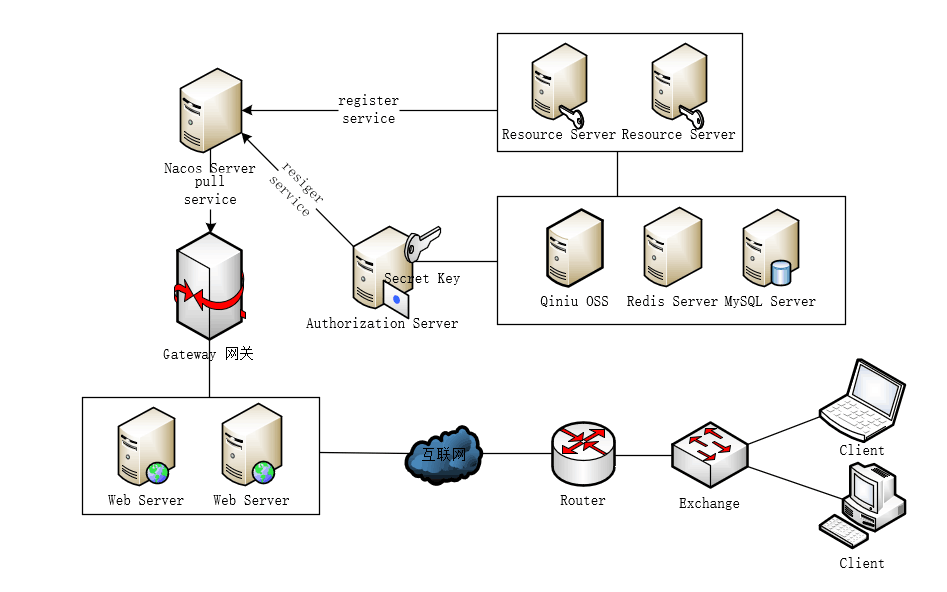 Resource Server
Resource Server
register
service
Nacos Server
pull
service
resiger
service
Secret Key
Authorization Server
Qiniu OSS
Redis Server
MySQL Server
Gateway 网关
Web Server
Web Server
互联网
Router
Exchange
Client
Client